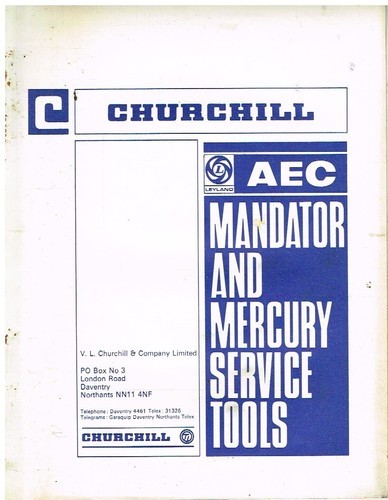 CHURCHILL
L
LEYLAND
AEC
MANDATOR
AND
MERCURY
SERVICE
TOOLS
V. L. Churchill & Company Limited
PO Box No 3
London Road
Daventry
Northants NN11 4NF
Telephone: Daventry 4461 Telex: 31326
Telegrams: Garaquip Daventry Northants Telex
CHURCHILL